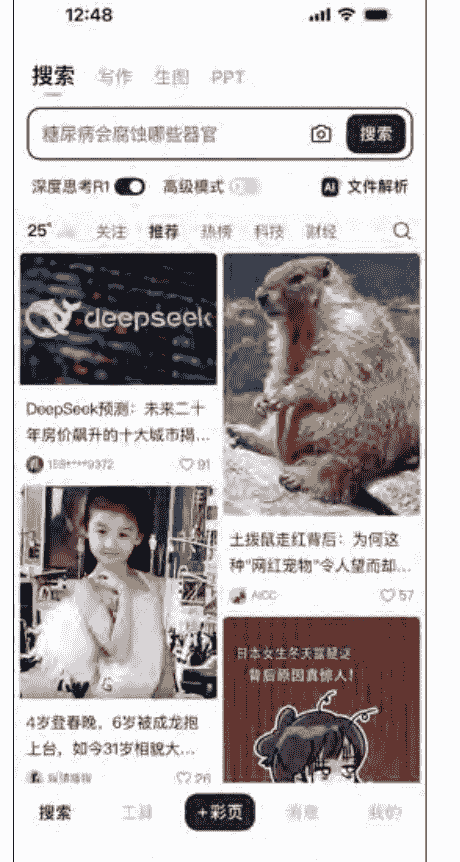 12:48
搜索 写作 生图 PPT
糖尿病会腐蚀哪些器官 搜索
深度思考R1 高级模式 AI 文件解析
25° 关注 推荐 热榜 科技 财经
deepseek
DeepSeek预测：未来二十
年房价飙升的十大城市揭...
159****9372 91
土拨鼠走红背后：为何这
种"网红宠物"令人望而却...
AICC 57
4岁登春晚，6岁被成龙抱
上台，如今31岁相貌大...
26
日本女生冬天富鼠这
背后原因真惊人！
搜索 工具 +彩页 消息 我的